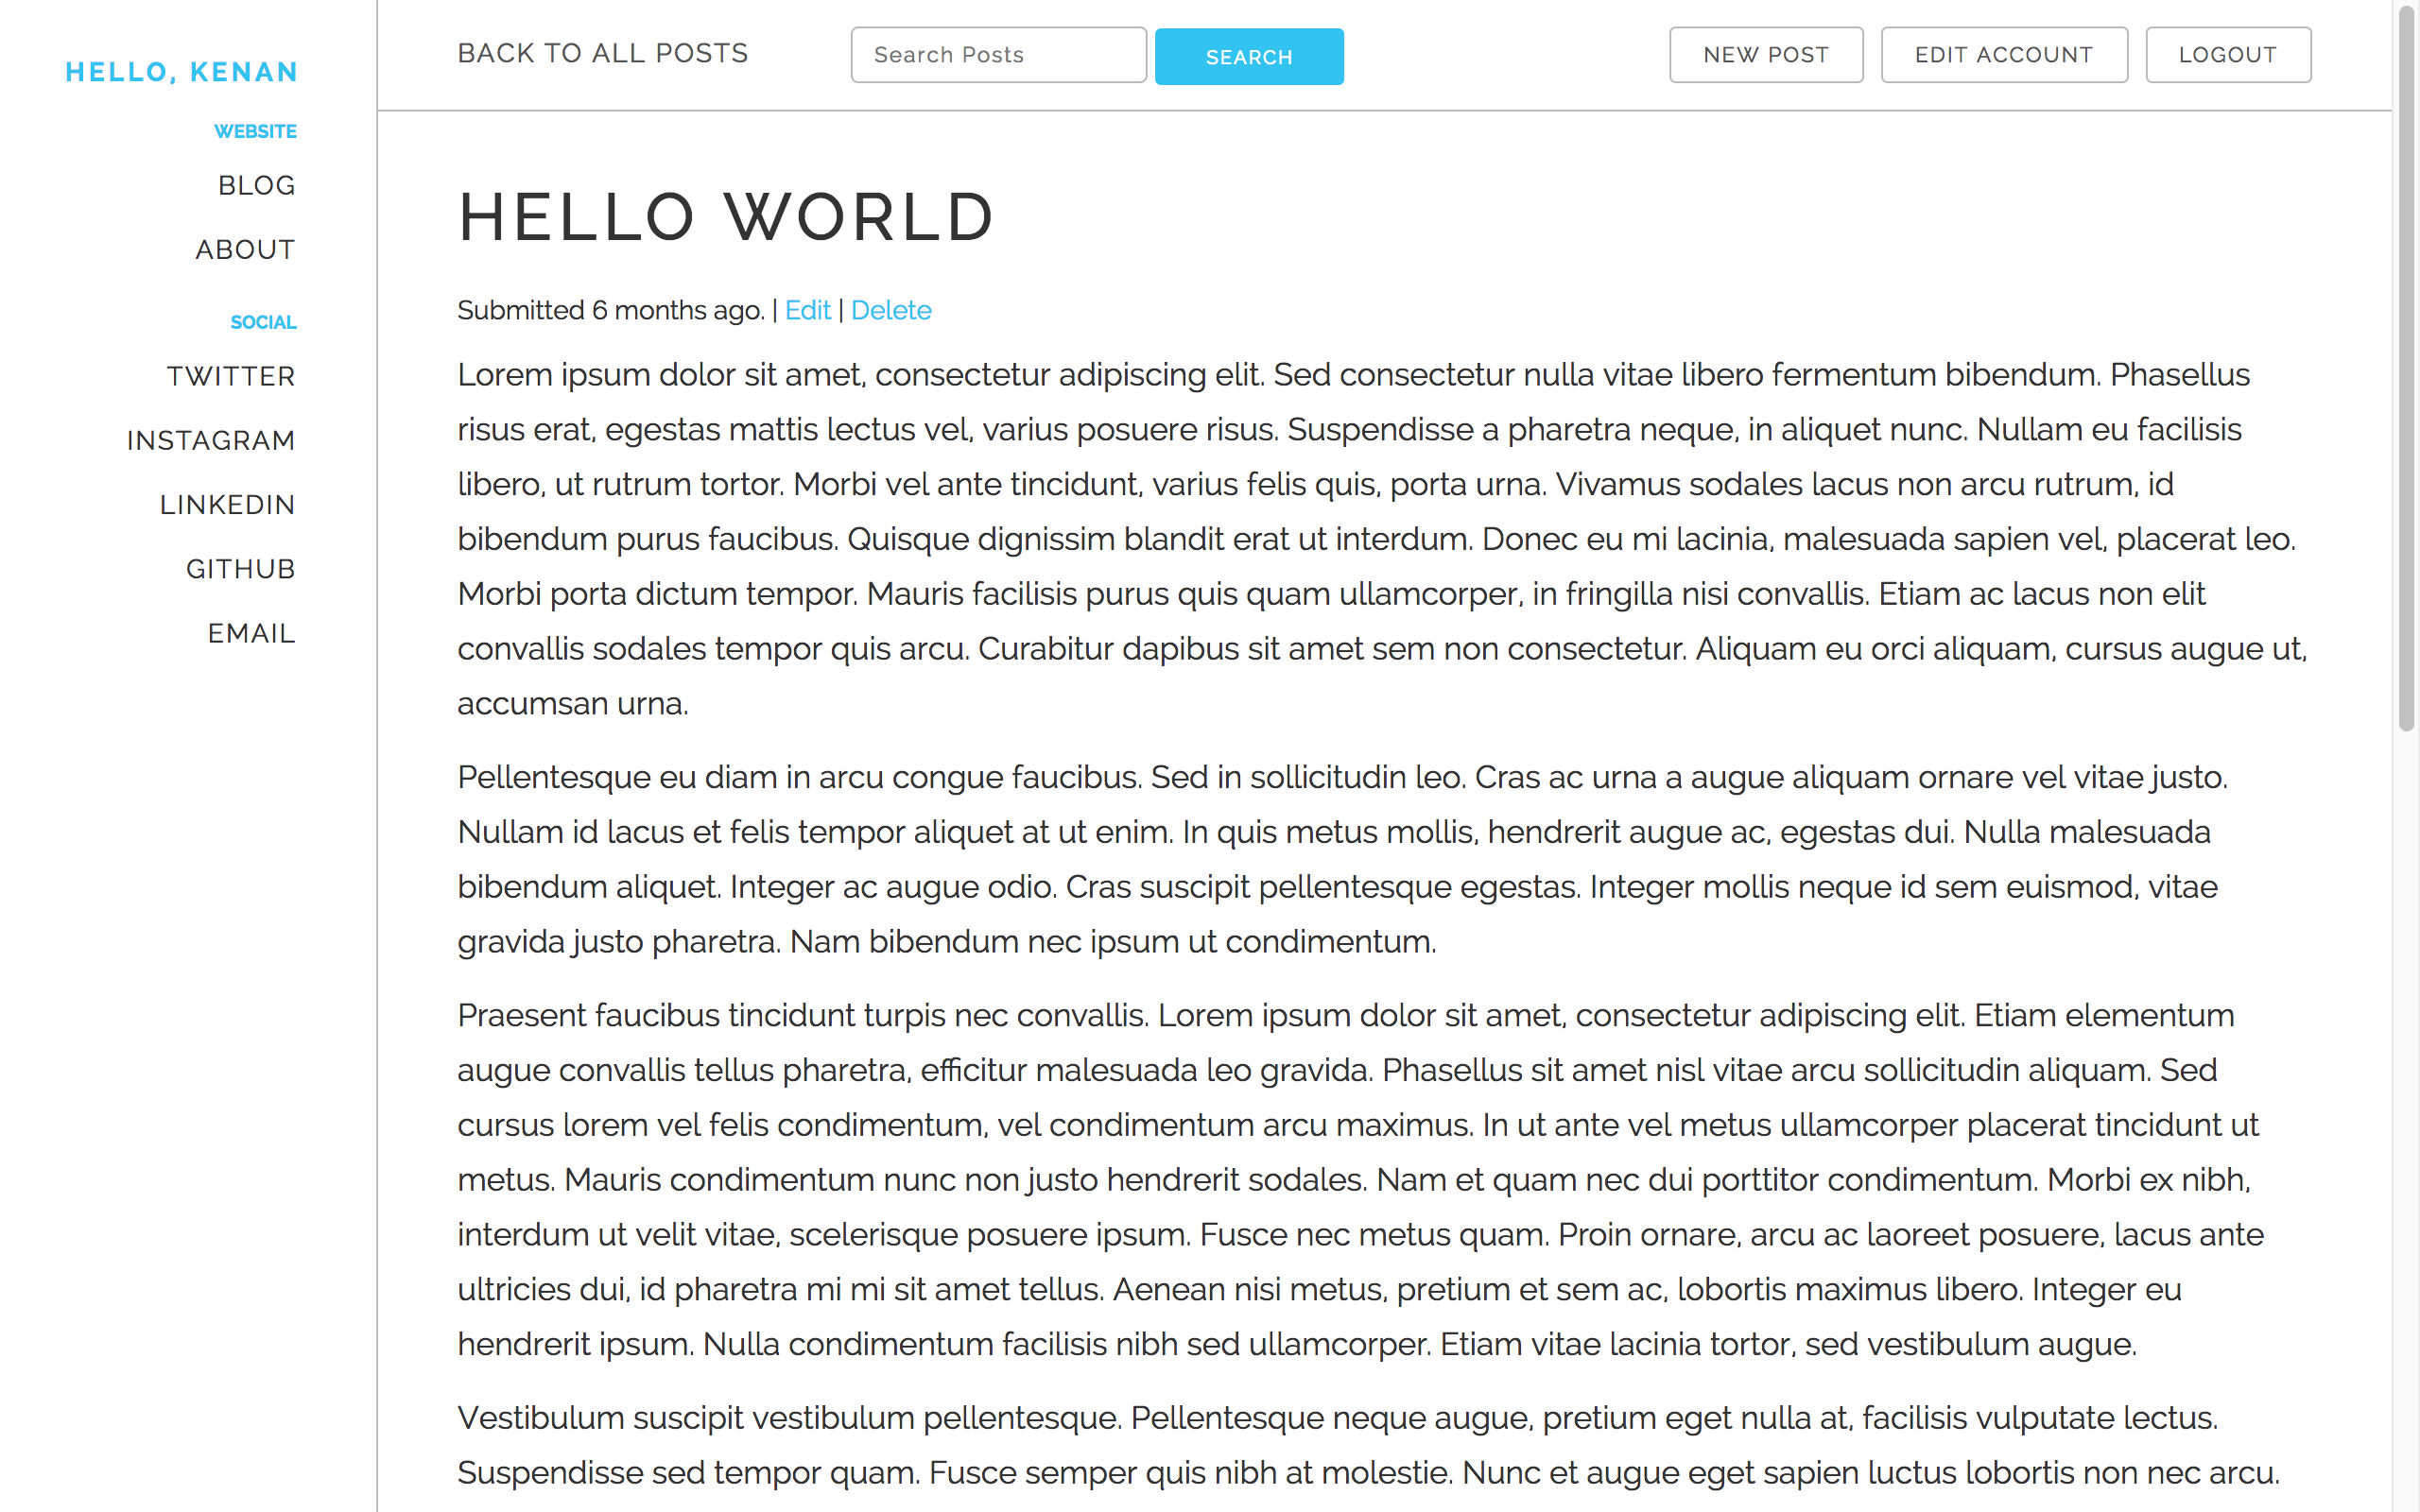 HELLO, KENAN
WEBSITE
BLOG
ABOUT
SOCIAL
TWITTER
INSTAGRAM
LINKEDIN
GITHUB
EMAIL
BACK TO ALL POSTS
Search Posts
SEARCH
NEW POST
EDIT ACCOUNT
LOGOUT
HELLO WORLD
Submitted 6 months ago. | Edit | Delete
Lorem ipsum dolor sit amet, consectetur adipiscing elit. Sed consectetur nulla vitae libero fermentum bibendum. Phasellus
risus erat, egestas mattis lectus vel, varius posuere risus. Suspendisse a pharetra neque, in aliquet nunc. Nullam eu facilisis
libero, ut rutrum tortor. Morbi vel ante tincidunt, varius felis quis, porta urna. Vivamus sodales lacus non arcu rutrum, id
bibendum purus faucibus. Quisque dignissim blandit erat ut interdum. Donec eu mi lacinia, malesuada sapien vel, placerat leo.
Morbi porta dictum tempor. Mauris facilisis purus quis quam ullamcorper, in fringilla nisi convallis. Etiam ac lacus non elit
convallis sodales tempor quis arcu. Curabitur dapibus sit amet sem non consectetur. Aliquam eu orci aliquam, cursus augue ut,
accumsan urna.
Pellentesque eu diam in arcu congue faucibus. Sed in sollicitudin leo. Cras ac urna a augue aliquam ornare vel vitae justo.
Nullam id lacus et felis tempor aliquet at ut enim. In quis metus mollis, hendrerit augue ac, egestas dui. Nulla malesuada
bibendum aliquet. Integer ac augue odio. Cras suscipit pellentesque egestas. Integer mollis neque id sem euismod, vitae
gravida justo pharetra. Nam bibendum nec ipsum ut condimentum.
Praesent faucibus tincidunt turpis nec convallis. Lorem ipsum dolor sit amet, consectetur adipiscing elit. Etiam elementum
augue convallis tellus pharetra, efficitur malesuada leo gravida. Phasellus sit amet nisl vitae arcu sollicitudin aliquam. Sed
cursus lorem vel felis condimentum, vel condimentum arcu maximus. In ut ante vel metus ullamcorper placerat tincidunt ut
metus. Mauris condimentum nunc non justo hendrerit sodales. Nam et quam nec dui porttitor condimentum. Morbi ex nibh,
interdum ut velit vitae, scelerisque posuere ipsum. Fusce nec metus quam. Proin ornare, arcu ac laoreet posuere, lacus ante
ultricies dui, id pharetra mi mi sit amet tellus. Aenean nisi metus, pretium et sem ac, lobortis maximus libero. Integer eu
hendrerit ipsum. Nulla condimentum facilisis nibh sed ullamcorper. Etiam vitae lacinia tortor, sed vestibulum augue.
Vestibulum suscipit vestibulum pellentesque. Pellentesque neque augue, pretium eget nulla at, facilisis vulputate lectus.
Suspendisse sed tempor quam. Fusce semper quis nibh at molestie. Nunc et augue eget sapien luctus lobortis non nec arcu.